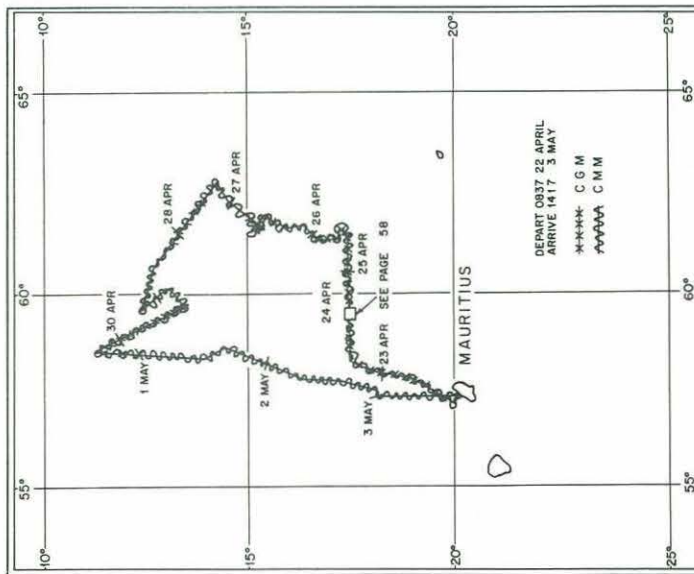 55°
60°
65°
-10°
-10°
30 APR
1 MAY
28 APR
27 APR
-15°
-15°
2 MAY
26 APR
24 APR
25 APR
3 MAY
23 APR
SEE PAGE 58
MAURITIUS
-20°
-20°
DEPART 0837 22 APRIL
ARRIVE 1417 3 MAY
CGM
CMM
-25°
-25°
55°
60°
65°